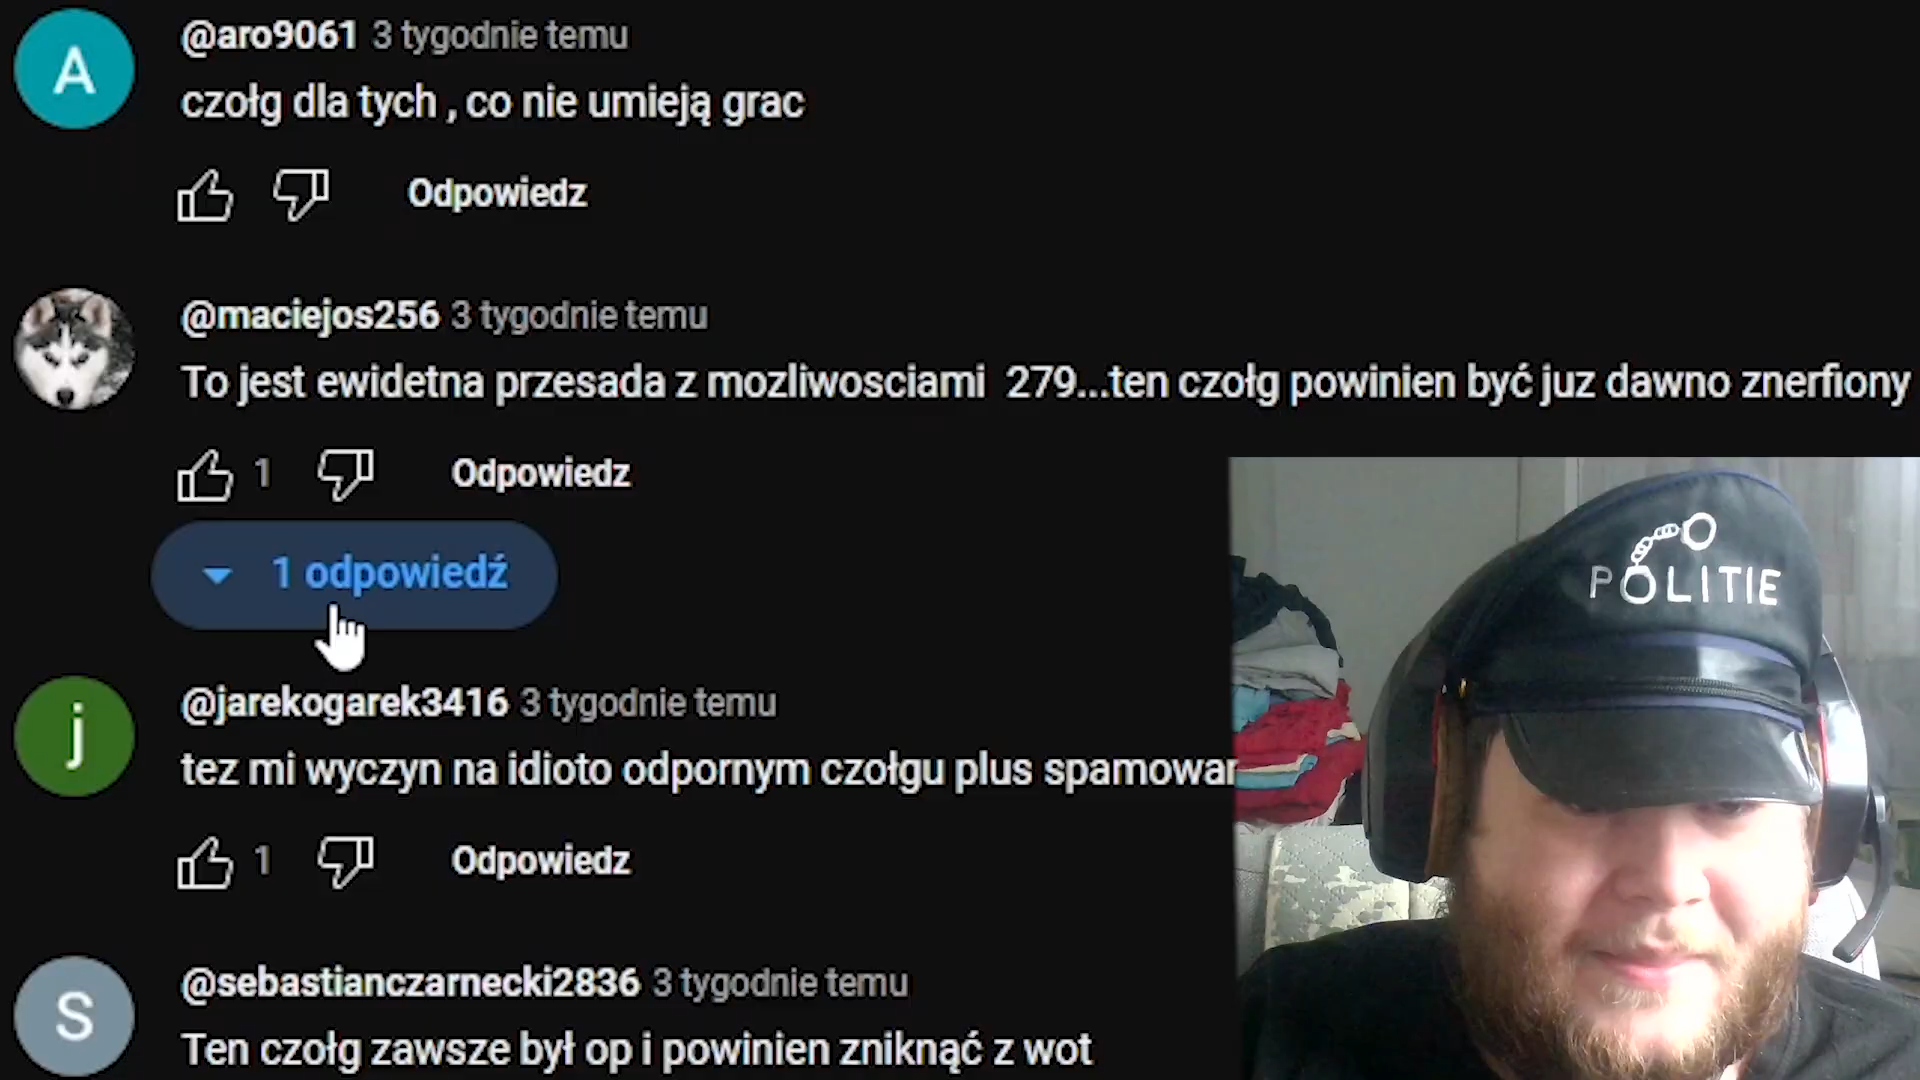 A
@aro9061 3 tygodnie temu
czołg dla tych , co nie umieją grac
Odpowiedz
@maciejos256 3 tygodnie temu
To jest ewidetna przesada z mozliwosciami 279...ten czołg powinien być juz dawno znerfiony
1 Odpowiedz
1 odpowiedź
POLITIE
j
@jarekogarek3416 3 tygodnie temu
tez mi wyczyn na idioto odpornym czołgu plus
1 Odpowiedz
S
@sebastianczarnecki2836 3 tygodnie temu
Ten czołg zawsze był op i powinien zniknąć z wot